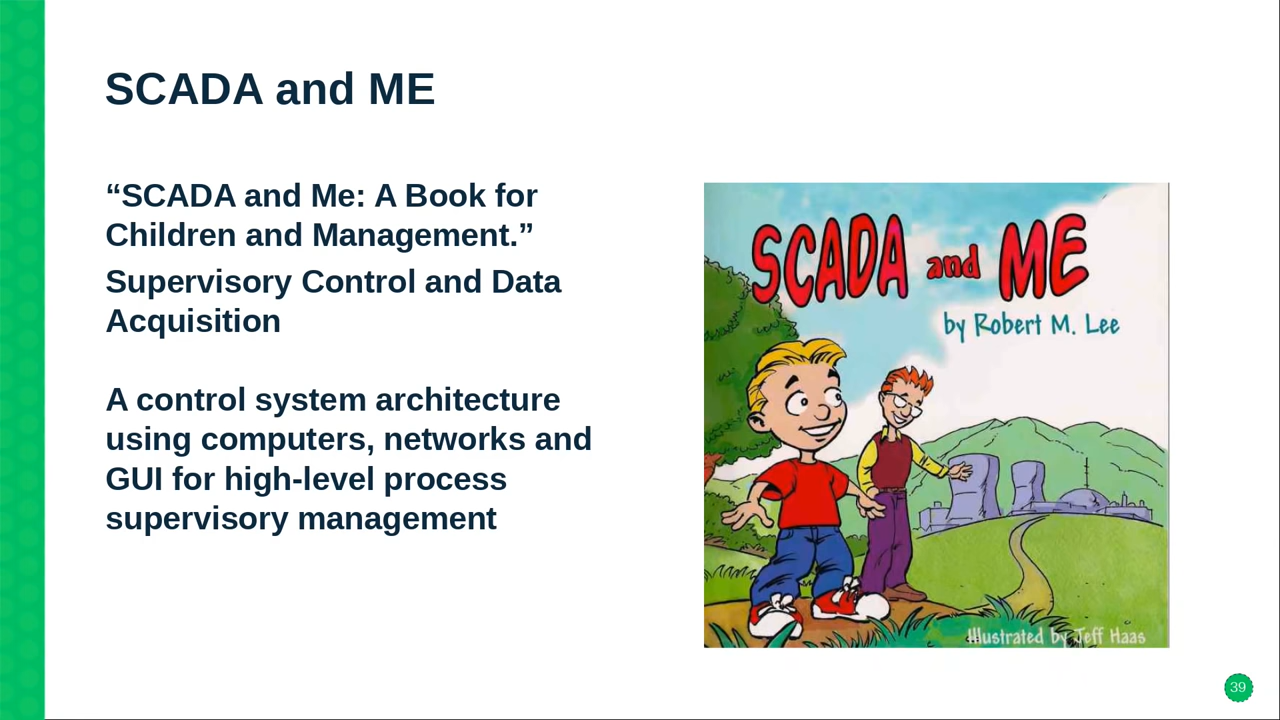 SCADA and ME
“SCADA and Me: A Book for
Children and Management.”
Supervisory Control and Data
Acquisition
A control system architecture
using computers, networks and
GUI for high-level process
supervisory management
SCADA and ME
by Robert M. Lee
Illustrated by Jeff Haas
39